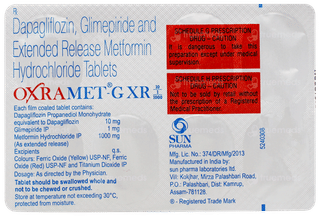 Rx
Dapagliflozin, Glimepiride and
Extended Release Metformin
Hydrochloride Tablets
OXRAMET®-G XR
1000
Each film coated tablet contains:
Dapagliflozin Propanediol Monohydrate
equivalent to Dapagliflozin 10 mg
Glimepiride IP 1 mg
Metformin Hydrochloride IP 1000 mg
(As extended release)
Excipients q.s.
Colours: Ferric Oxide (Yellow) USP-NF, Ferric
Oxide (Red) USP-NF and Titanium Dioxide IP
Dosage: As directed by the Physician.
Tablet should be swallowed whole and
not to be chewed or crushed.
Store at temperature not exceeding 30°C,
protected from moisture.
SCHEDULE G PRESCRIPTION
DRUG – CAUTION
It is dangerous to take this
preparation except under medical
supervision.
SCHEDULE H PRESCRIPTION
DRUG – CAUTION
Not to be sold by retail without
the prescription of a Registered
Medical Practitioner.
SUN
PHARMA
Mfg. Lic. No.: 374/DR/Mfg/2013
Manufactured in India by:
sun pharma laboratories ltd.
Vill: Kokjhar, Mirza Palashbari Road,
P.O. Palashbari, Dist: Kamrup,
Assam-781128.
® - Registered Trade Mark